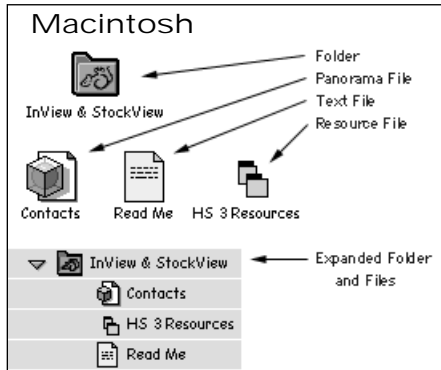 Macintosh
Folder
Panorama File
Text File
Resource File
InView & StockView
Contacts
Read Me
HS 3 Resources
InView & StockView
Expanded Folder
and Files
Contacts
HS 3 Resources
Read Me